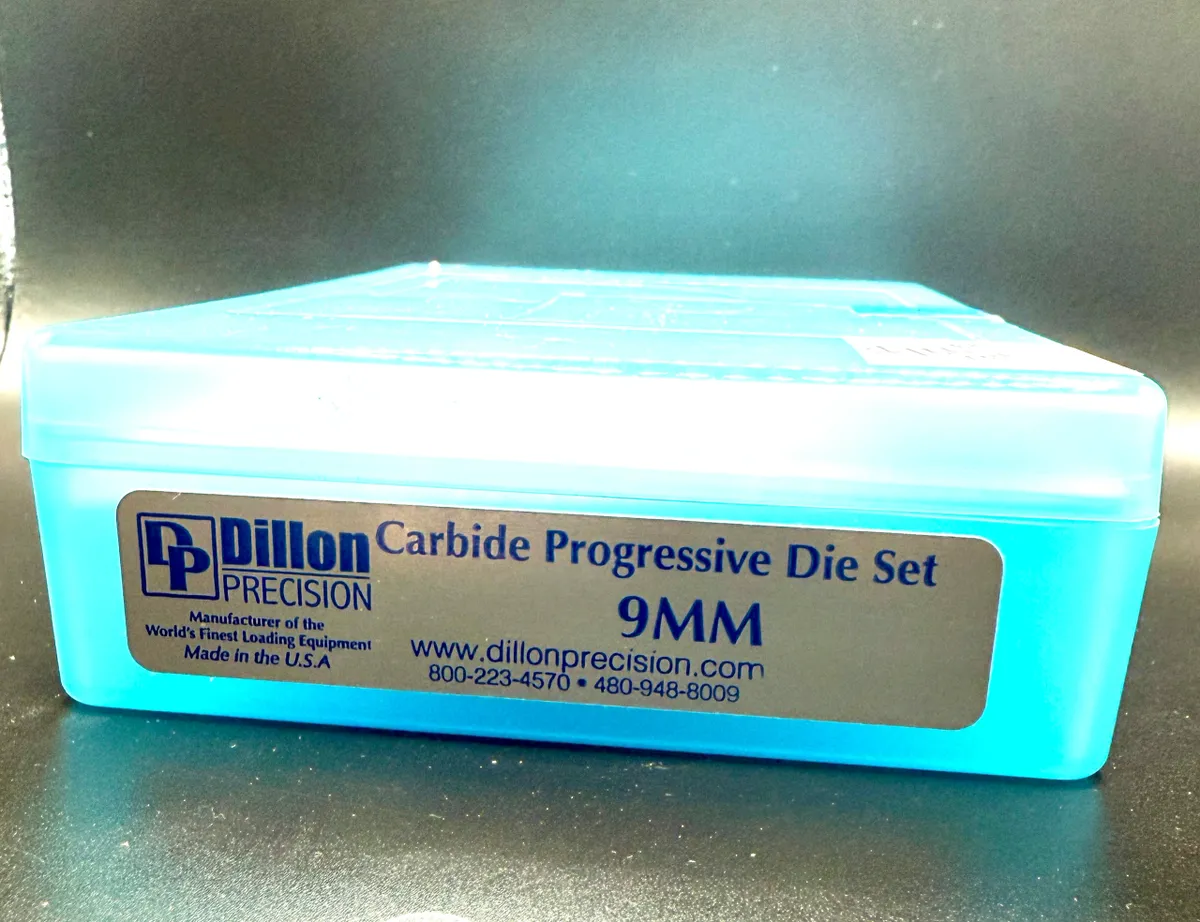 DP Dillon
PRECISION
Manufacturer of the
World's Finest Loading Equipment
Made in the U.S.A
Carbide Progressive Die Set
9MM
www.dillonprecision.com
800-223-4570 • 480-948-8009